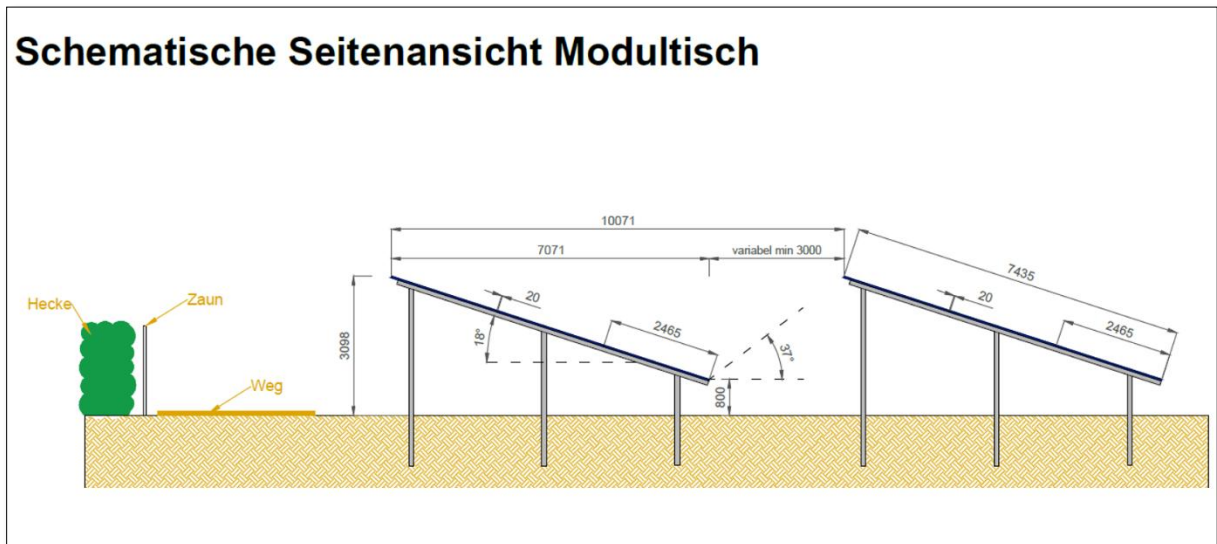 Schematische Seitenansicht Modultisch
10071
7071
variabel min 3000
7435
Hecke
Zaun
20
20
2465
2465
3098
18°
37°
Weg
800